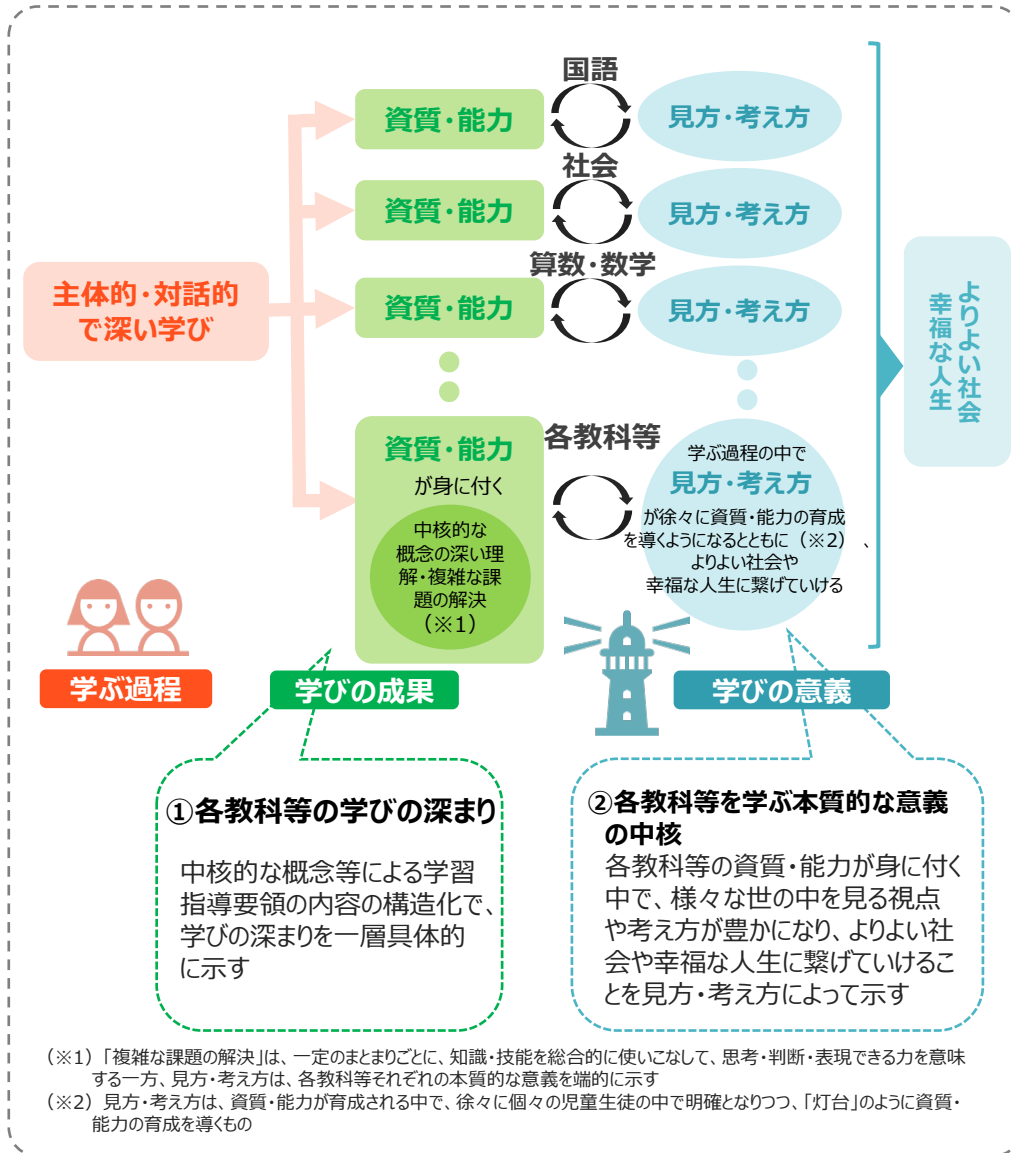 国語
資質・能力
見方・考え方
社会
資質・能力
見方・考え方
算数・数学
資質・能力
見方・考え方
主体的・対話的
で深い学び
よりよい社会
幸福な人生
各教科等
資質・能力
が身に付く
中核的な
概念の深い理
解・複雑な課
題の解決
（※1）
学ぶ過程の中で
見方・考え方
が徐々に資質・能力の育成
を導くようになるとともに（※2）、
よりよい社会や
幸福な人生に繋げていける
学ぶ過程
学びの成果
学びの意義
①各教科等の学びの深まり
中核的な概念等による学習
指導要領の内容の構造化で、
学びの深まりを一層具体的
に示す
②各教科等を学ぶ本質的な意義
の中核
各教科等の資質・能力が身に付く
中で、様々な世の中を見る視点
や考え方が豊かになり、よりよい社
会や幸福な人生に繋げていけるこ
とを見方・考え方によって示す
（※1）「複雑な課題の解決」は、一定のまとまりごとに、知識・技能を総合的に使いこなして、思考・判断・表現できる力を意味
する一方、見方・考え方は、各教科等それぞれの本質的な意義を端的に示す
（※2）見方・考え方は、資質・能力が育成される中で、徐々に個々の児童生徒の中で明確となりつつ、「灯台」のように資質・
能力の育成を導くもの